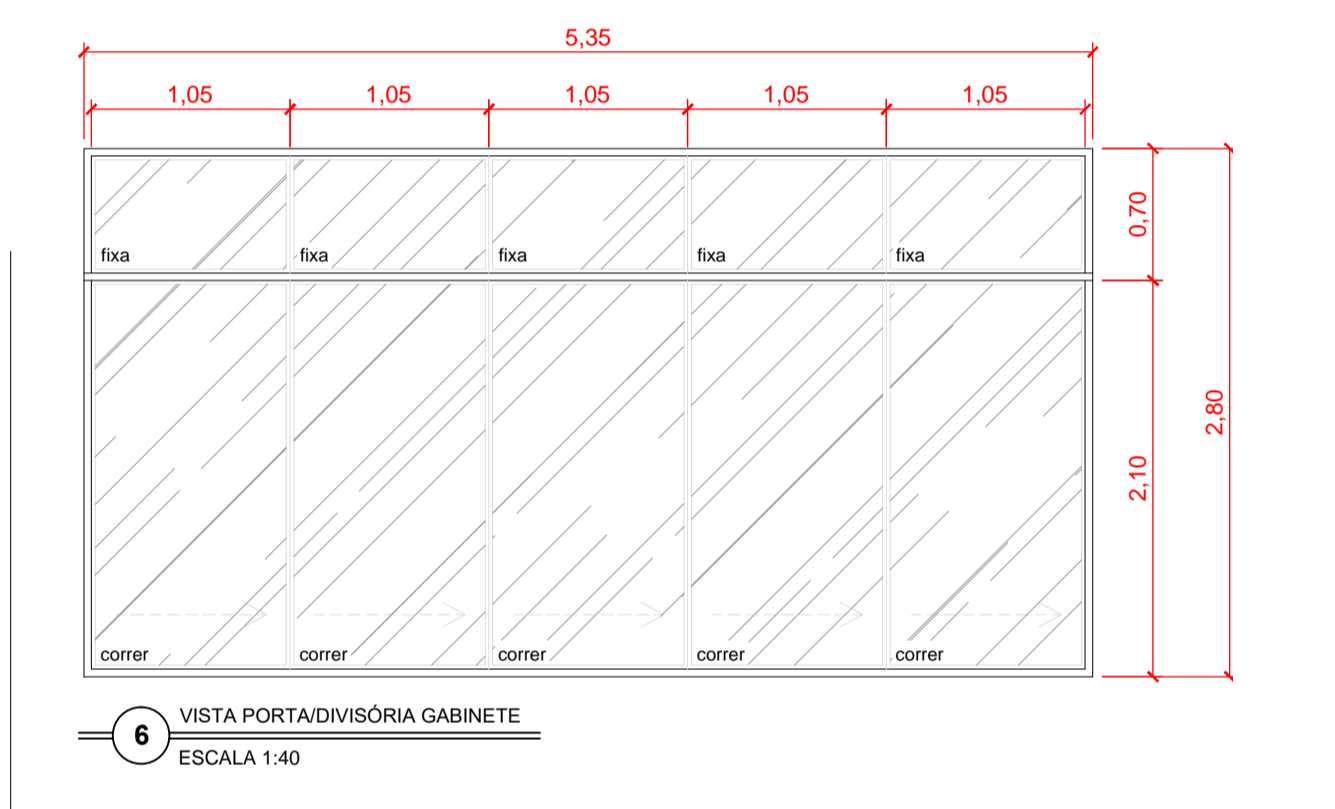 5,35
1,05 1,05 1,05 1,05 1,05
0,70
fixa fixa fixa fixa fixa
2,80
2,10
correr correr correr correr correr
6
VISTA PORTA/DIVISÓRIA GABINETE
ESCALA 1:40